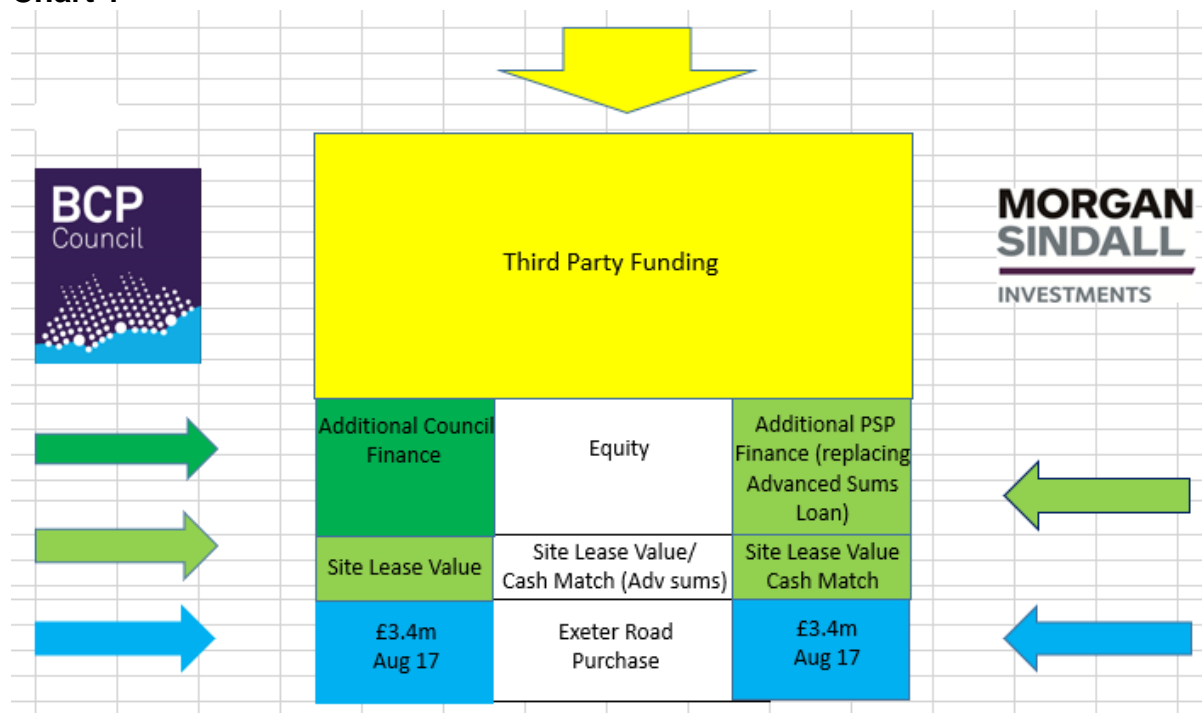 BCP
Council
MORGAN
SINDALL
INVESTMENTS
Third Party Funding
Additional Council
Finance
Equity
Additional PSP
Finance (replacing
Advanced Sums
Loan)
Site Lease Value
Site Lease Value/
Cash Match (Adv sums)
Site Lease Value
Cash Match
£3.4m
Aug 17
Exeter Road
Purchase
£3.4m
Aug 17